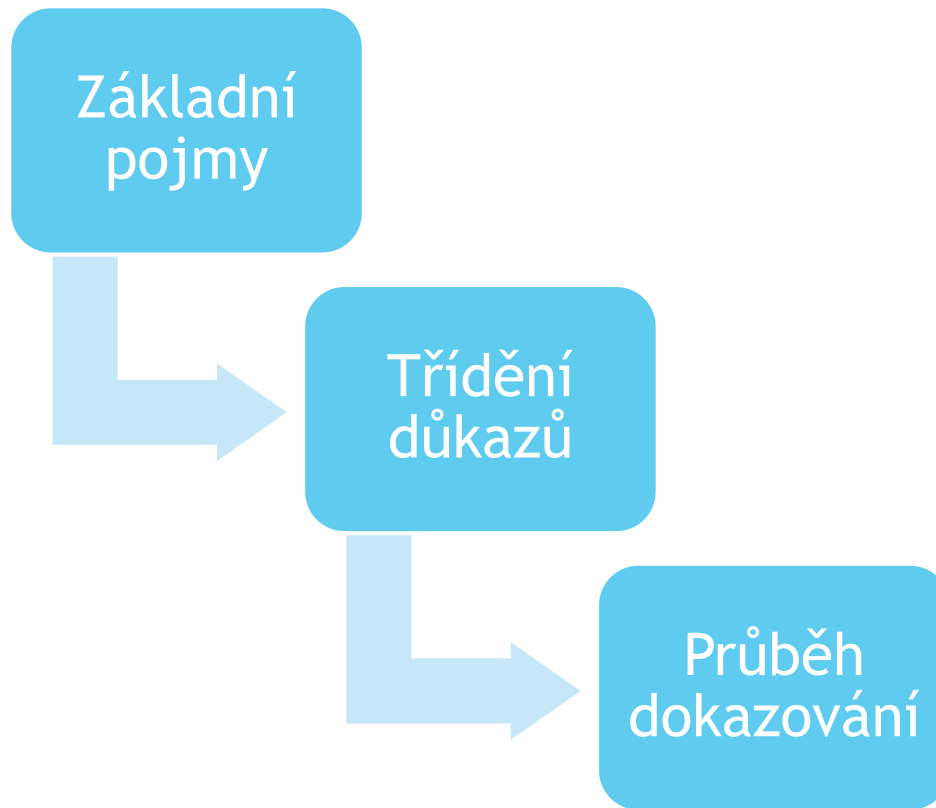 Základní
pojmy
Třídění
důkazů
Průběh
dokazování